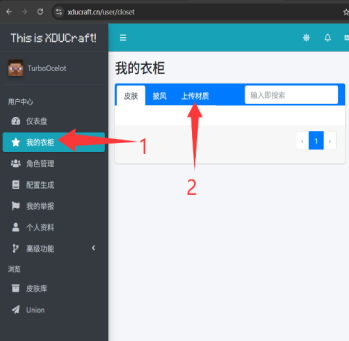 xducraft.cn/user/closet
This is XDUCraft!
TurboOcelot
用户中心
仪表盘
我的衣柜
角色管理
配置生成
我的举报
个人资料
高级功能
浏览
皮肤库
Union
我的衣柜
皮肤
披风
上传材质
输入即搜索
‹ 1 ›
1
2